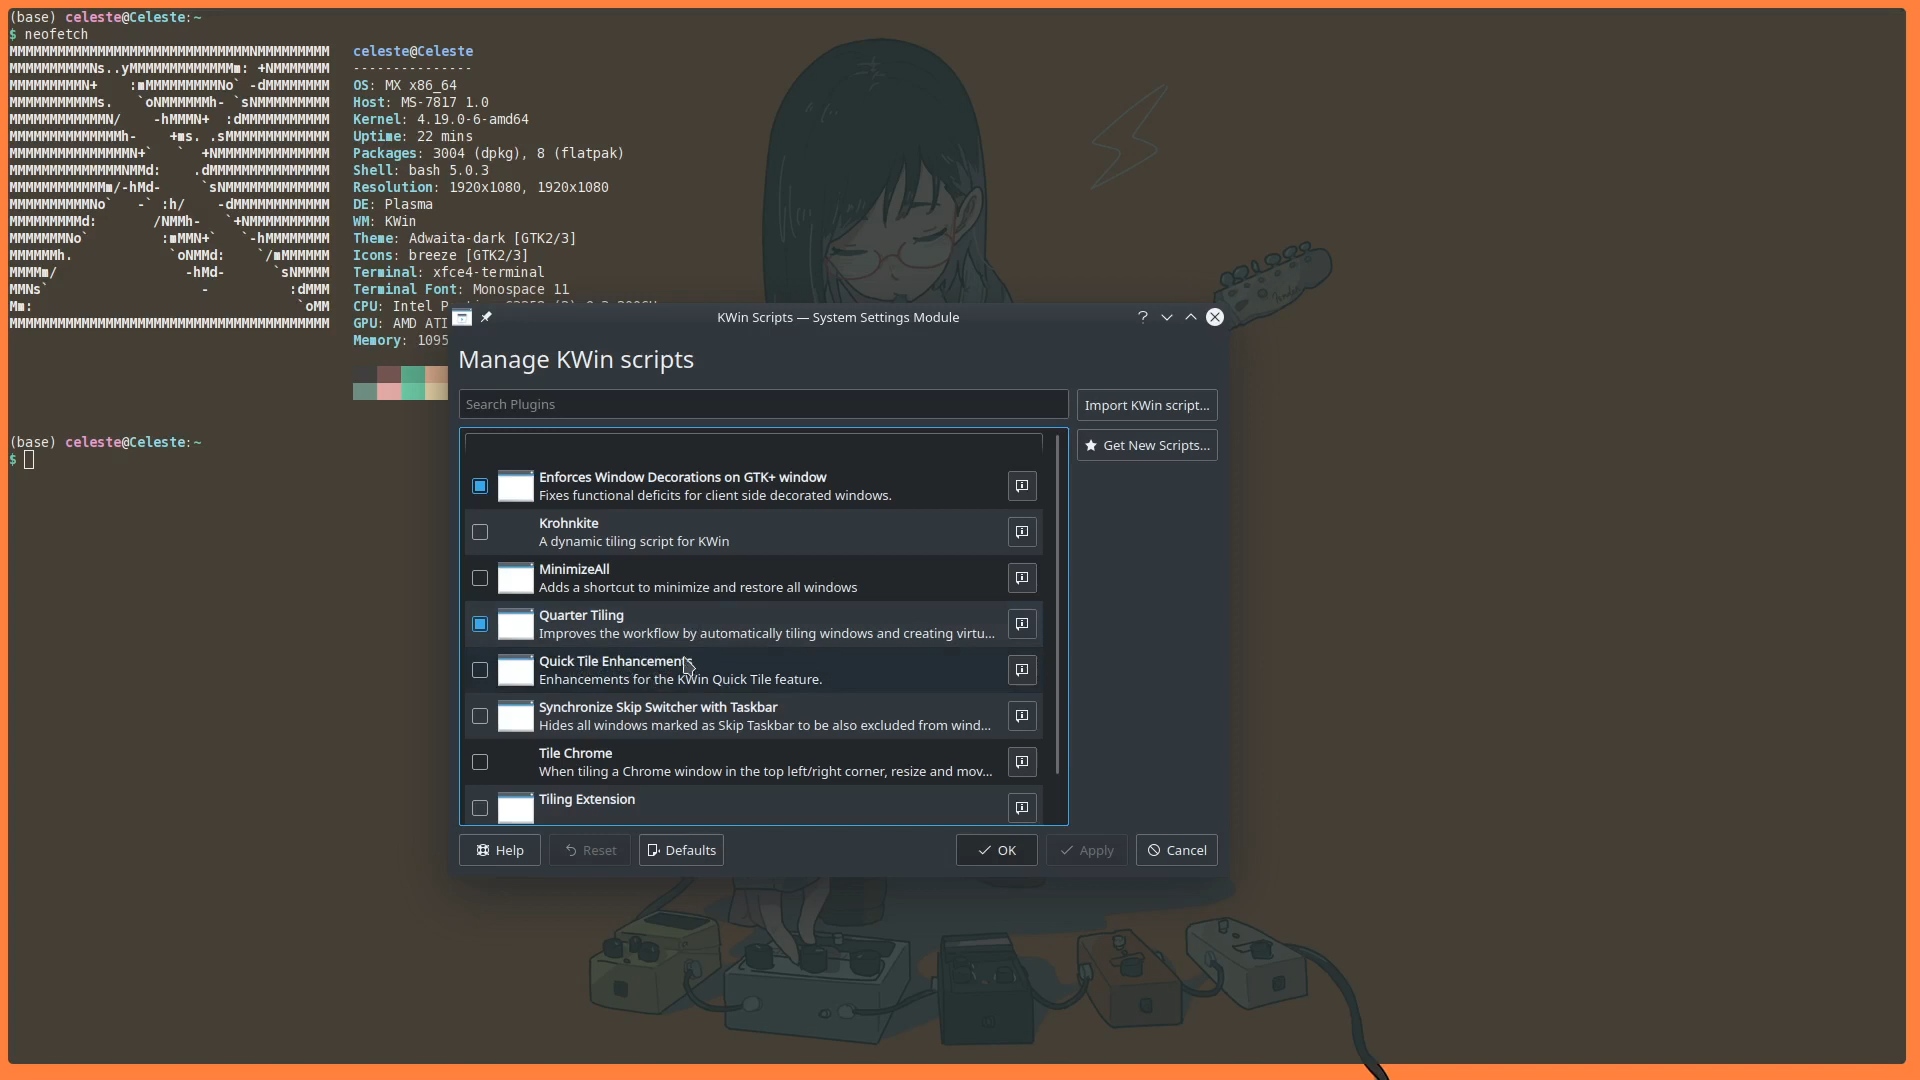 (base) celeste@Celeste:~
$ neofetch
celeste@Celeste
---------------
OS: MX x86_64
Host: MS-7817 1.0
Kernel: 4.19.0-6-amd64
Uptime: 22 mins
Packages: 3004 (dpkg), 8 (flatpak)
Shell: bash 5.0.3
Resolution: 1920x1080, 1920x1080
DE: Plasma
WM: KWin
Theme: Adwaita-dark [GTK2/3]
Icons: breeze [GTK2/3]
Terminal: xfce4-terminal
Terminal Font: Monospace 11
CPU: Intel
GPU: AMD ATI
Memory: 1095
(base) celeste@Celeste:~
$
KWin Scripts — System Settings Module
Manage KWin scripts
Search Plugins
Import KWin script...
Get New Scripts...
Enforces Window Decorations on GTK+ window
Fixes functional deficits for client side decorated windows.
Krohnkite
A dynamic tiling script for KWin
MinimizeAll
Adds a shortcut to minimize and restore all windows
Quarter Tiling
Improves the workflow by automatically tiling windows and creating virtu...
Quick Tile Enhancements
Enhancements for the KWin Quick Tile feature.
Synchronize Skip Switcher with Taskbar
Hides all windows marked as Skip Taskbar to be also excluded from wind...
Tile Chrome
When tiling a Chrome window in the top left/right corner, resize and mov...
Tiling Extension
Help
Reset
Defaults
OK
Apply
Cancel